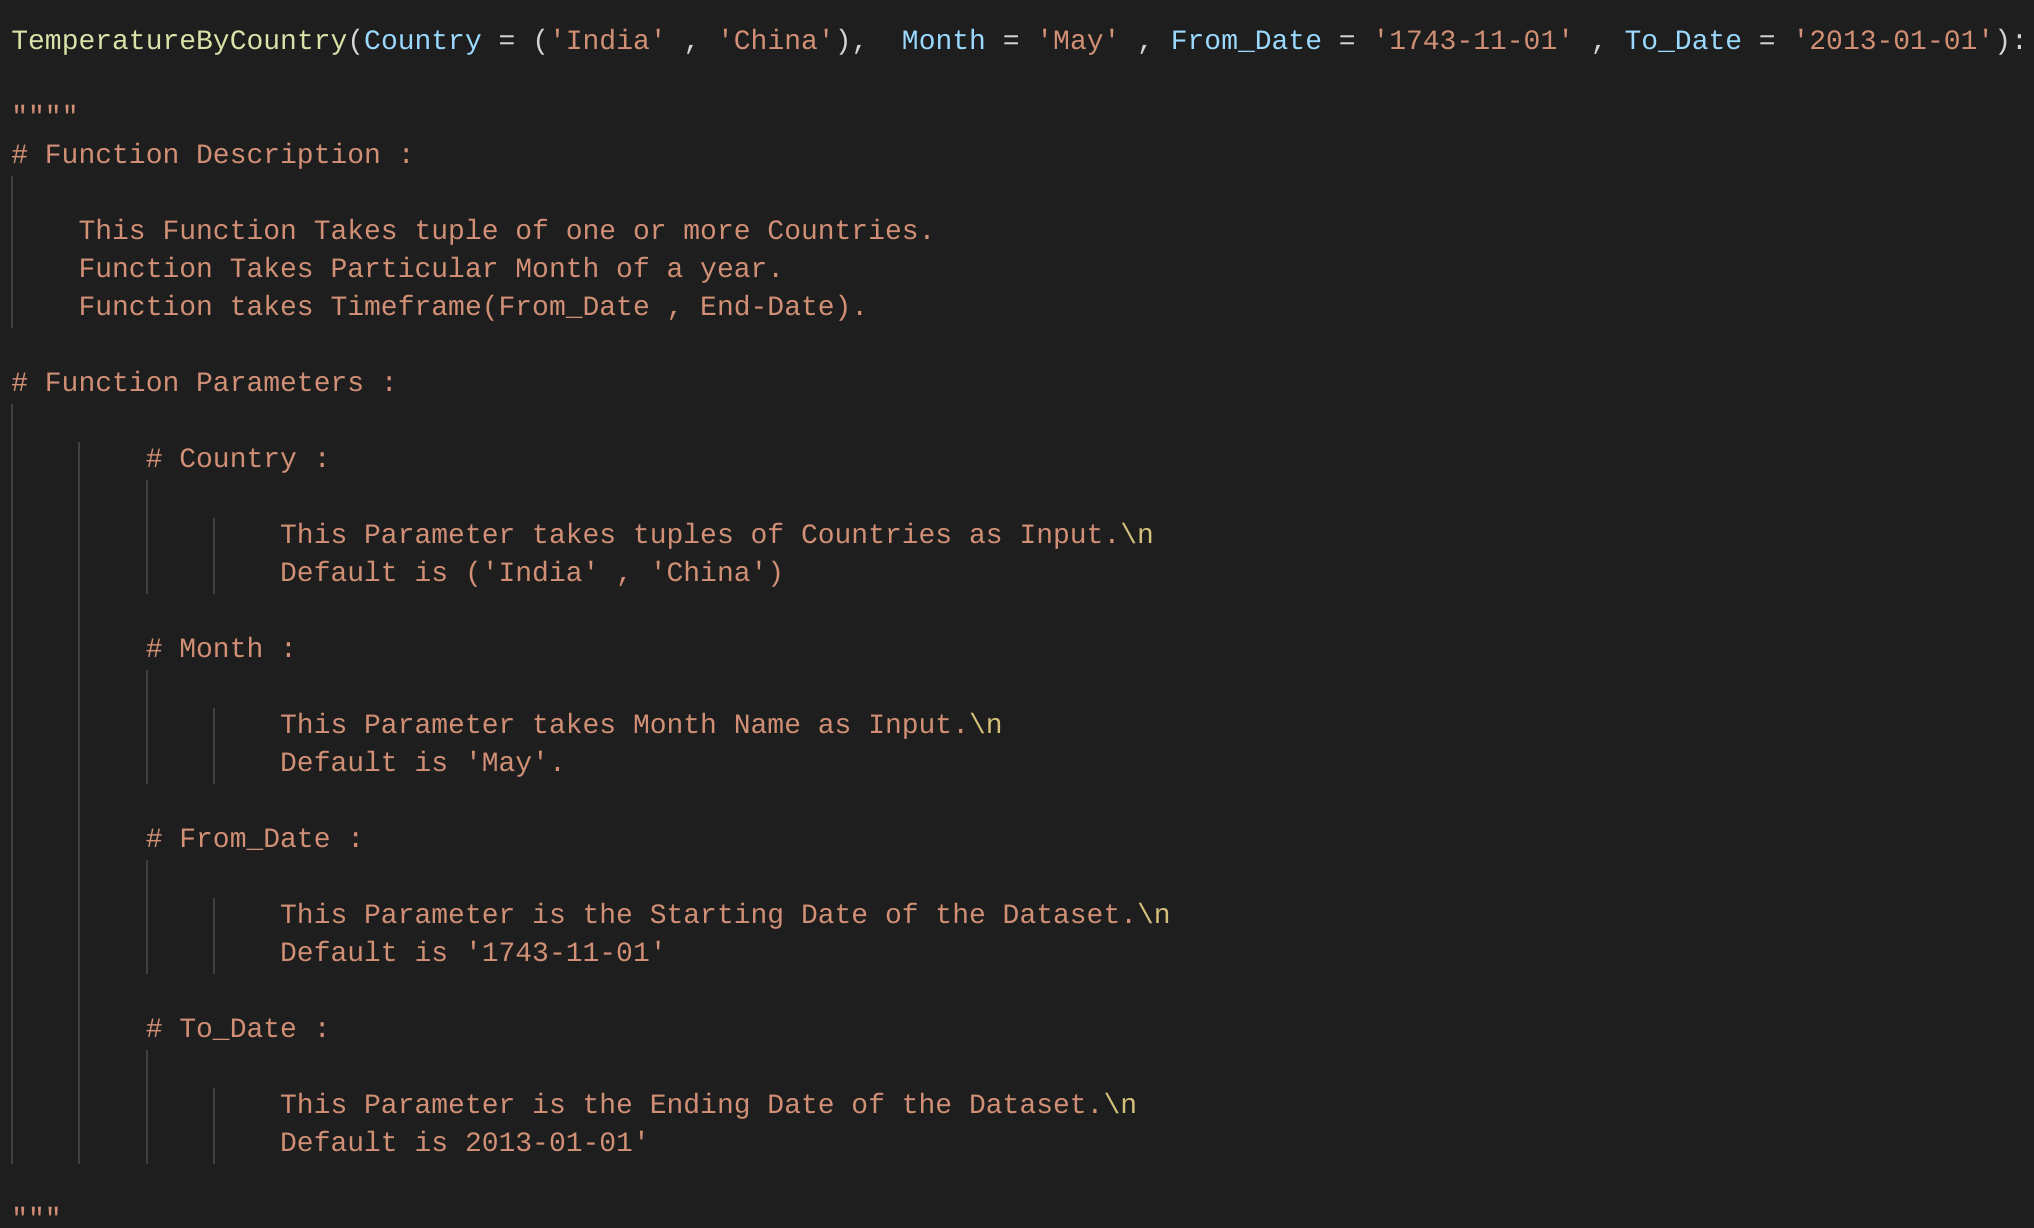 TemperatureByCountry(Country = ('India' , 'China'),  Month = 'May' , From_Date = '1743-11-01' , To_Date = '2013-01-01'):
""""
# Function Description :
This Function Takes tuple of one or more Countries.
Function Takes Particular Month of a year.
Function takes Timeframe(From_Date , End-Date).
# Function Parameters :
# Country :
This Parameter takes tuples of Countries as Input.\n
Default is ('India' , 'China')
# Month :
This Parameter takes Month Name as Input.\n
Default is 'May'.
# From_Date :
This Parameter is the Starting Date of the Dataset.\n
Default is '1743-11-01'
# To_Date :
This Parameter is the Ending Date of the Dataset.\n
Default is 2013-01-01'
"""